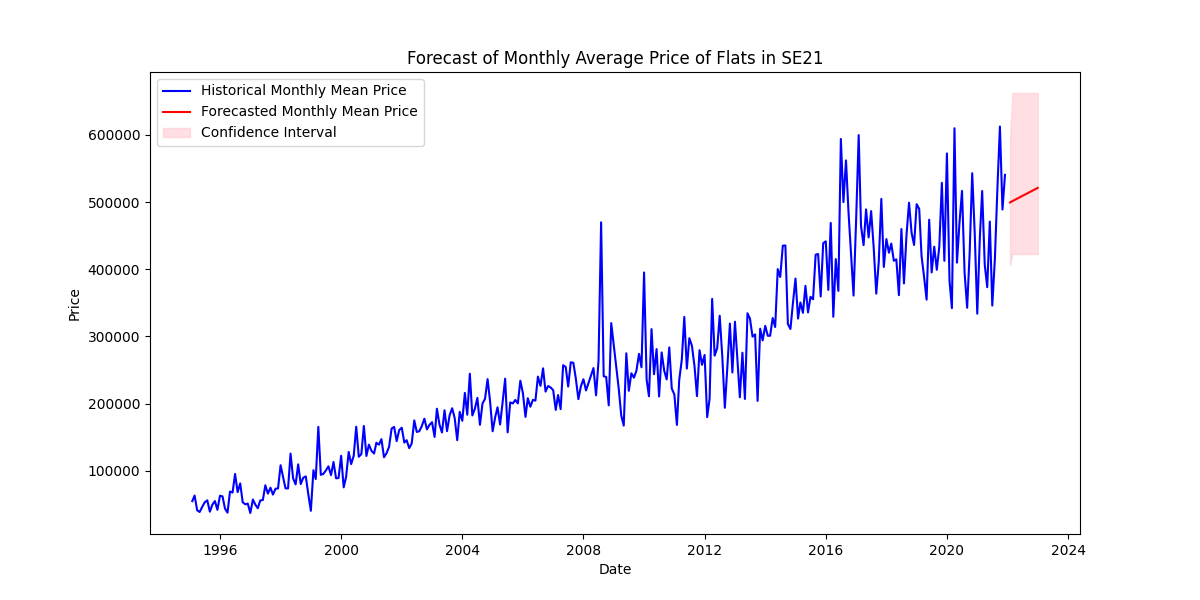 Forecast of Monthly Average Price of Flats in SE21
Historical Monthly Mean Price
Forecasted Monthly Mean Price
Confidence Interval
600000
500000
400000
300000
200000
100000
Price
1996 2000 2004 2008 2012 2016 2020 2024
Date